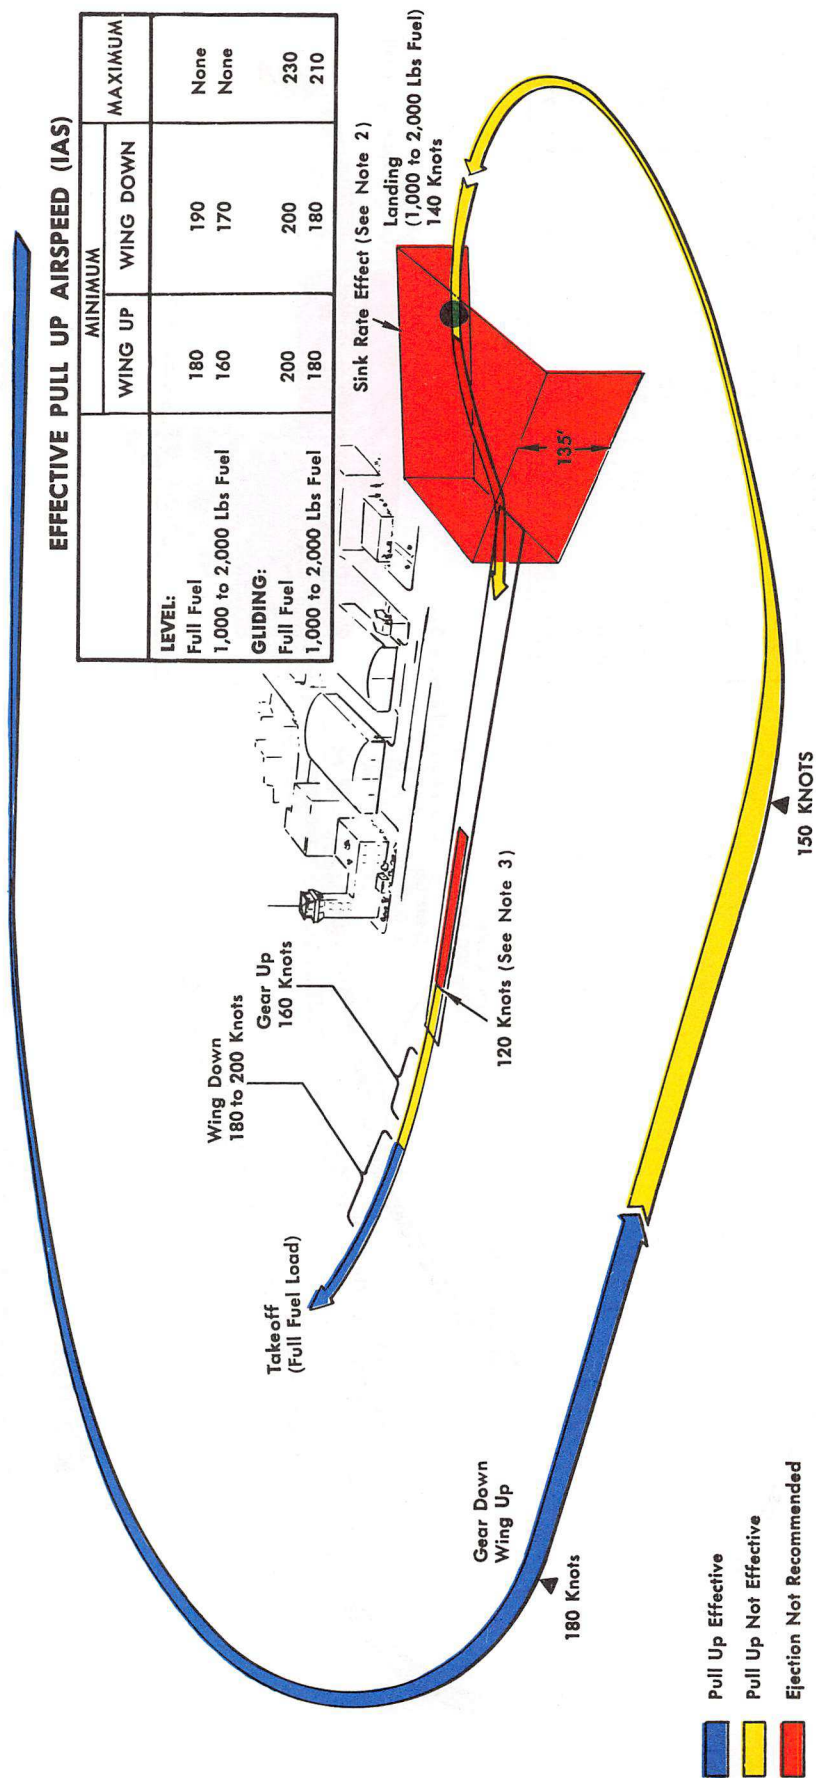 EFFECTIVE PULL UP AIRSPEED (IAS)
MINIMUM MAXIMUM
WING UP WING DOWN
LEVEL:
Full Fuel 180 190 None
1,000 to 2,000 Lbs Fuel 160 170 None
GLIDING:
Full Fuel 200 200 230
1,000 to 2,000 Lbs Fuel 180 180 210
Sink Rate Effect (See Note 2)
Landing
(1,000 to 2,000 Lbs Fuel)
140 Knots
135'
Wing Down
180 to 200 Knots
Gear Up
160 Knots
Takeoff
(Full Fuel Load)
120 Knots (See Note 3)
Gear Down
Wing Up
180 Knots
150 KNOTS
Pull Up Effective
Pull Up Not Effective
Ejection Not Recommended